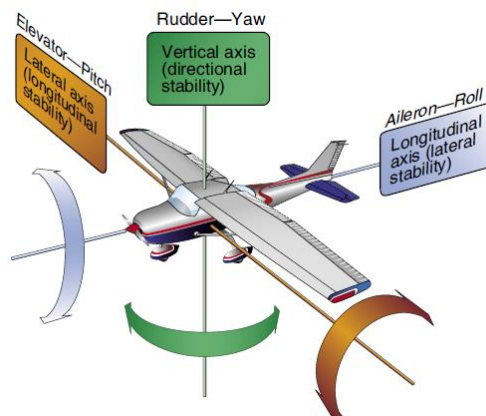 Rudder—Yaw
Vertical axis
(directional
stability)
Elevator—Pitch
Lateral axis
(longitudinal
stability)
Aileron—Roll
Longitudinal
axis (lateral
stability)